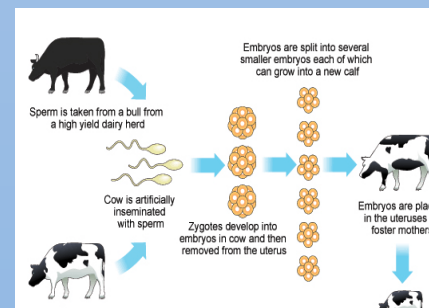 Embryos are split into several
smaller embryos each of which
can grow into a new calf
Sperm is taken from a bull from
a high yield dairy herd
Cow is artificially
inseminated
with sperm
Zygotes develop into
embryos in cow and then
removed from the uterus
Embryos are
in the uteruses
foster